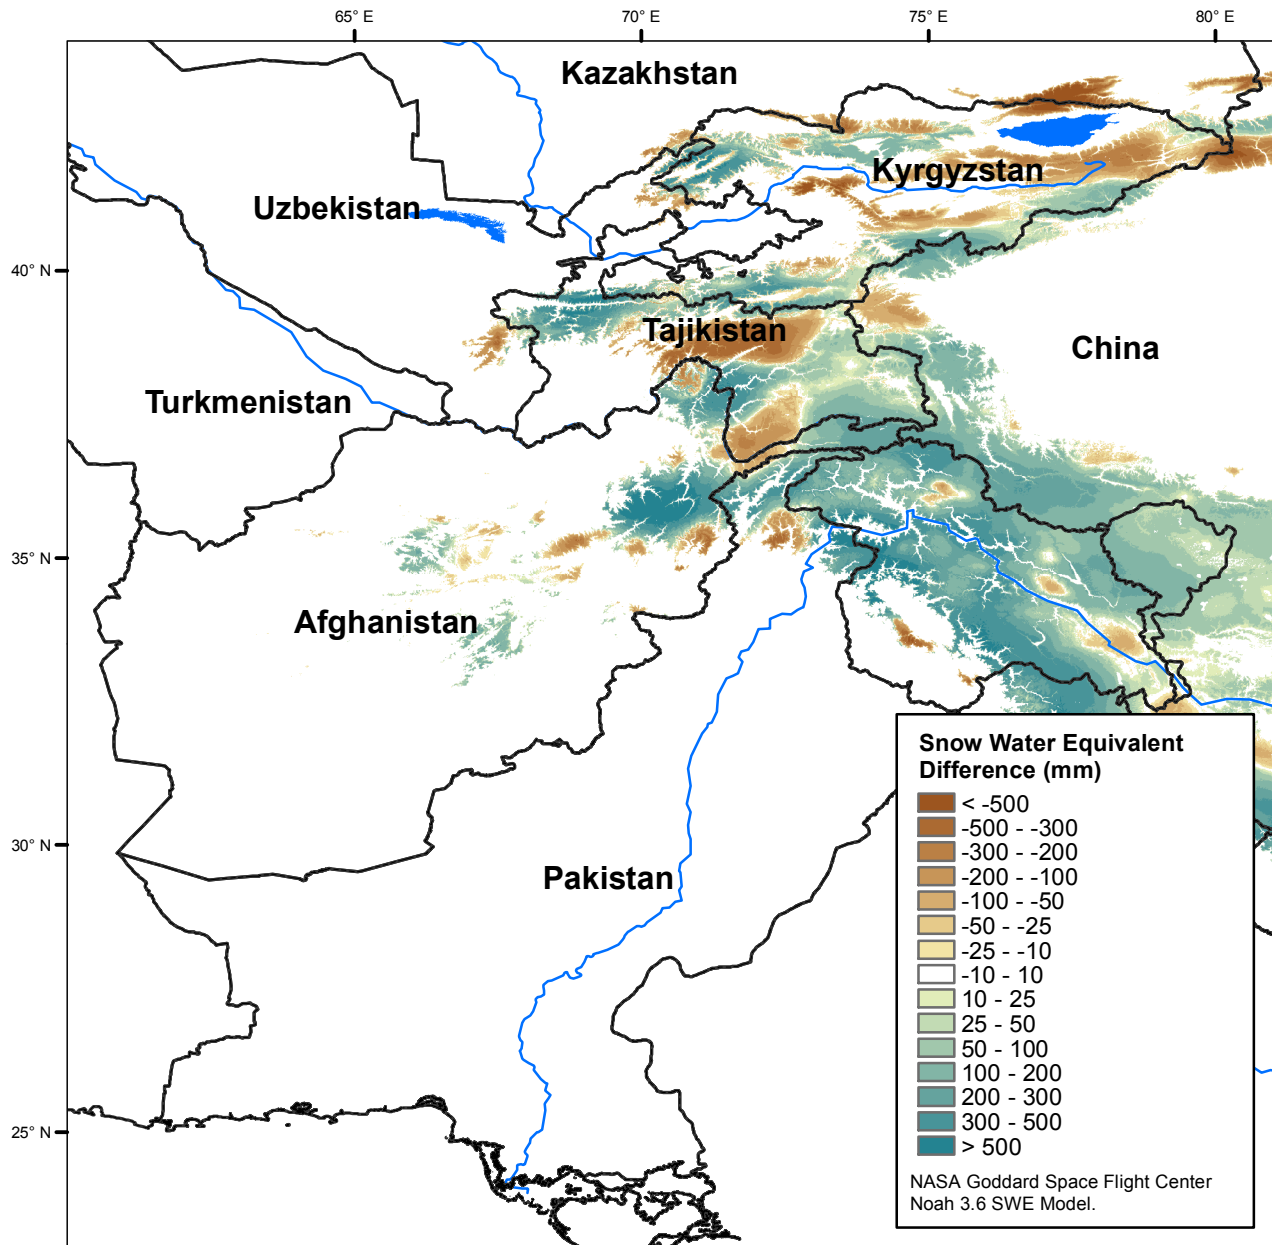 65° E
70° E
75° E
80° E
Kazakhstan
Kyrgyzstan
Uzbekistan
40° N
Tajikistan
China
Turkmenistan
35° N
Afghanistan
Snow Water Equivalent
Difference (mm)
< -500
-500 - -300
-300 - -200
-200 - -100
-100 - -50
-50 - -25
-25 - -10
-10 - 10
10 - 25
25 - 50
50 - 100
100 - 200
200 - 300
300 - 500
> 500
NASA Goddard Space Flight Center
Noah 3.6 SWE Model.
30° N
Pakistan
25° N